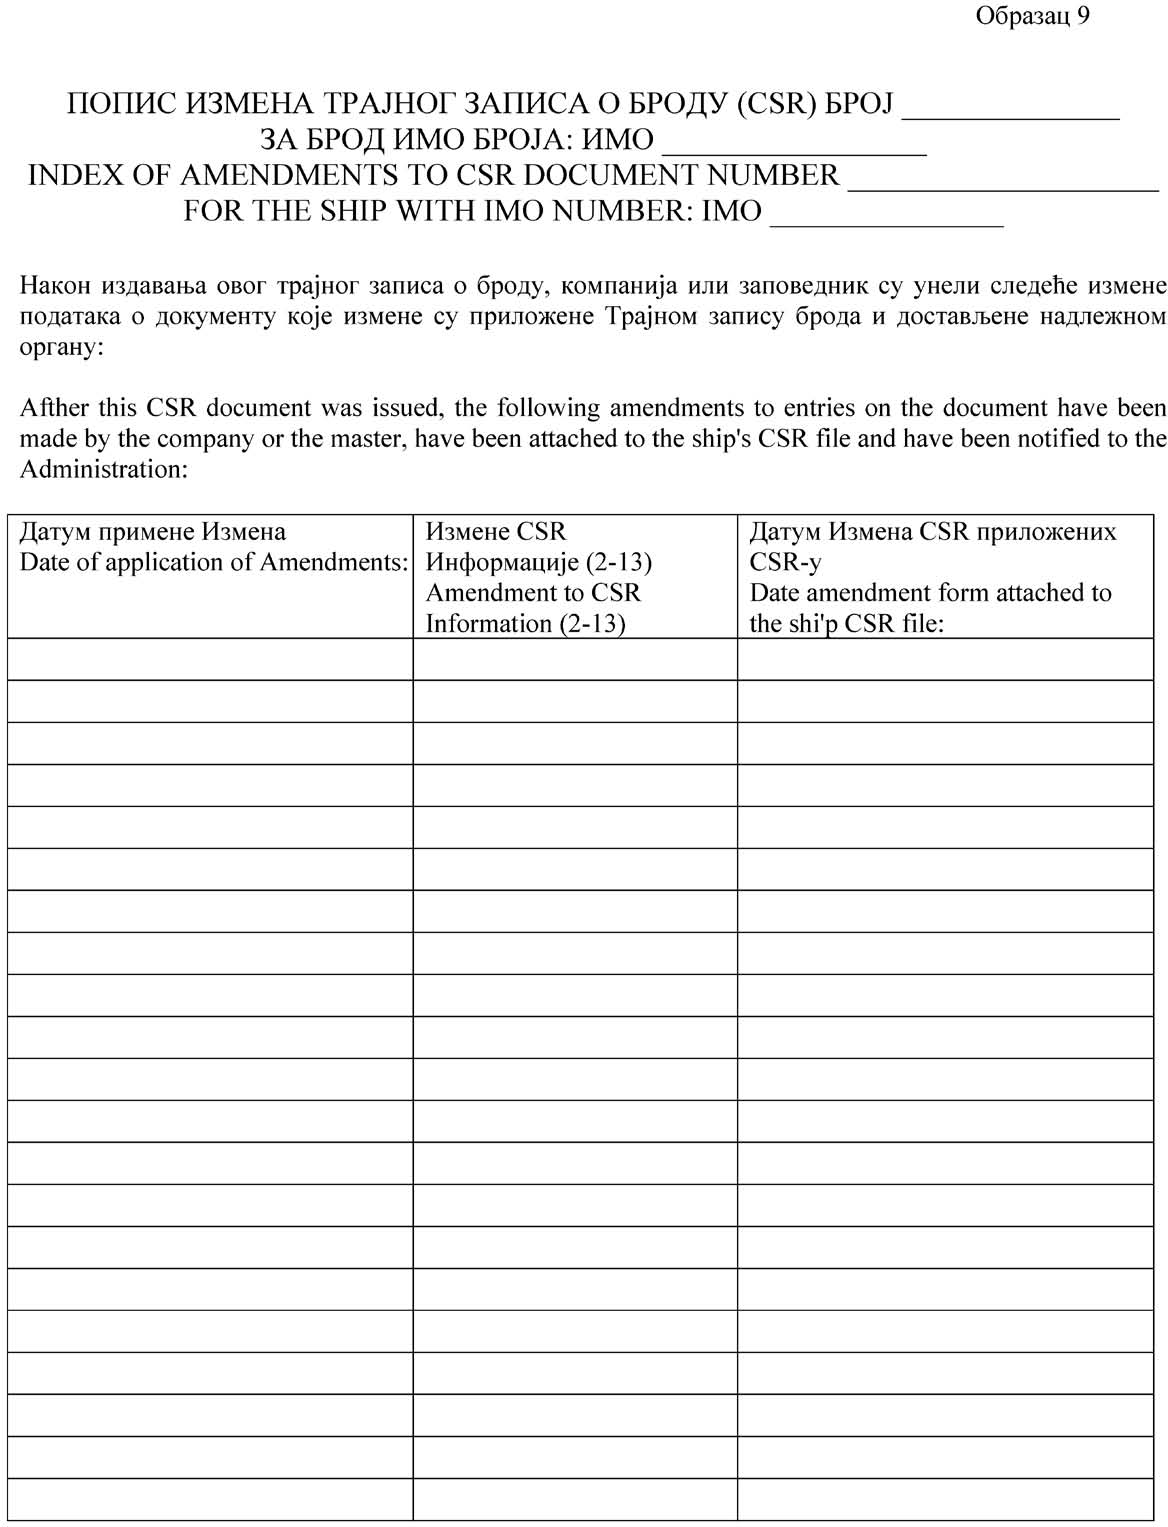 Образац 9
ПОПИС ИЗМЕНА ТРАЈНОГ ЗАПИСА О БРОДУ (CSR) БРОЈ ______________
ЗА БРОД ИМО БРОЈА: ИМО _________________
INDEX OF AMENDMENTS TO CSR DOCUMENT NUMBER ____________________
FOR THE SHIP WITH IMO NUMBER: IMO _______________
Након издавања овог трајног записа о броду, компанија или заповедник су унели следеће измене
података о документу које измене су приложене Трајном запису брода и достављене надлежном
органу:
Afther this CSR document was issued, the following amendments to entries on the document have been
made by the company or the master, have been attached to the ship's CSR file and have been notified to the
Administration:
Датум примене Измена
Date of application of Amendments:
Измене CSR
Информације (2-13)
Amendment to CSR
Information (2-13)
Датум Измена CSR приложених
CSR-у
Date amendment form attached to
the shi'p CSR file: